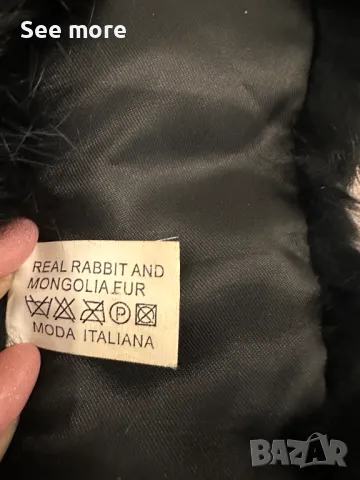 See more
REAL RABBIT AND
MONGOLIA.FUR
P
MODA ITALIANA
BAZAR